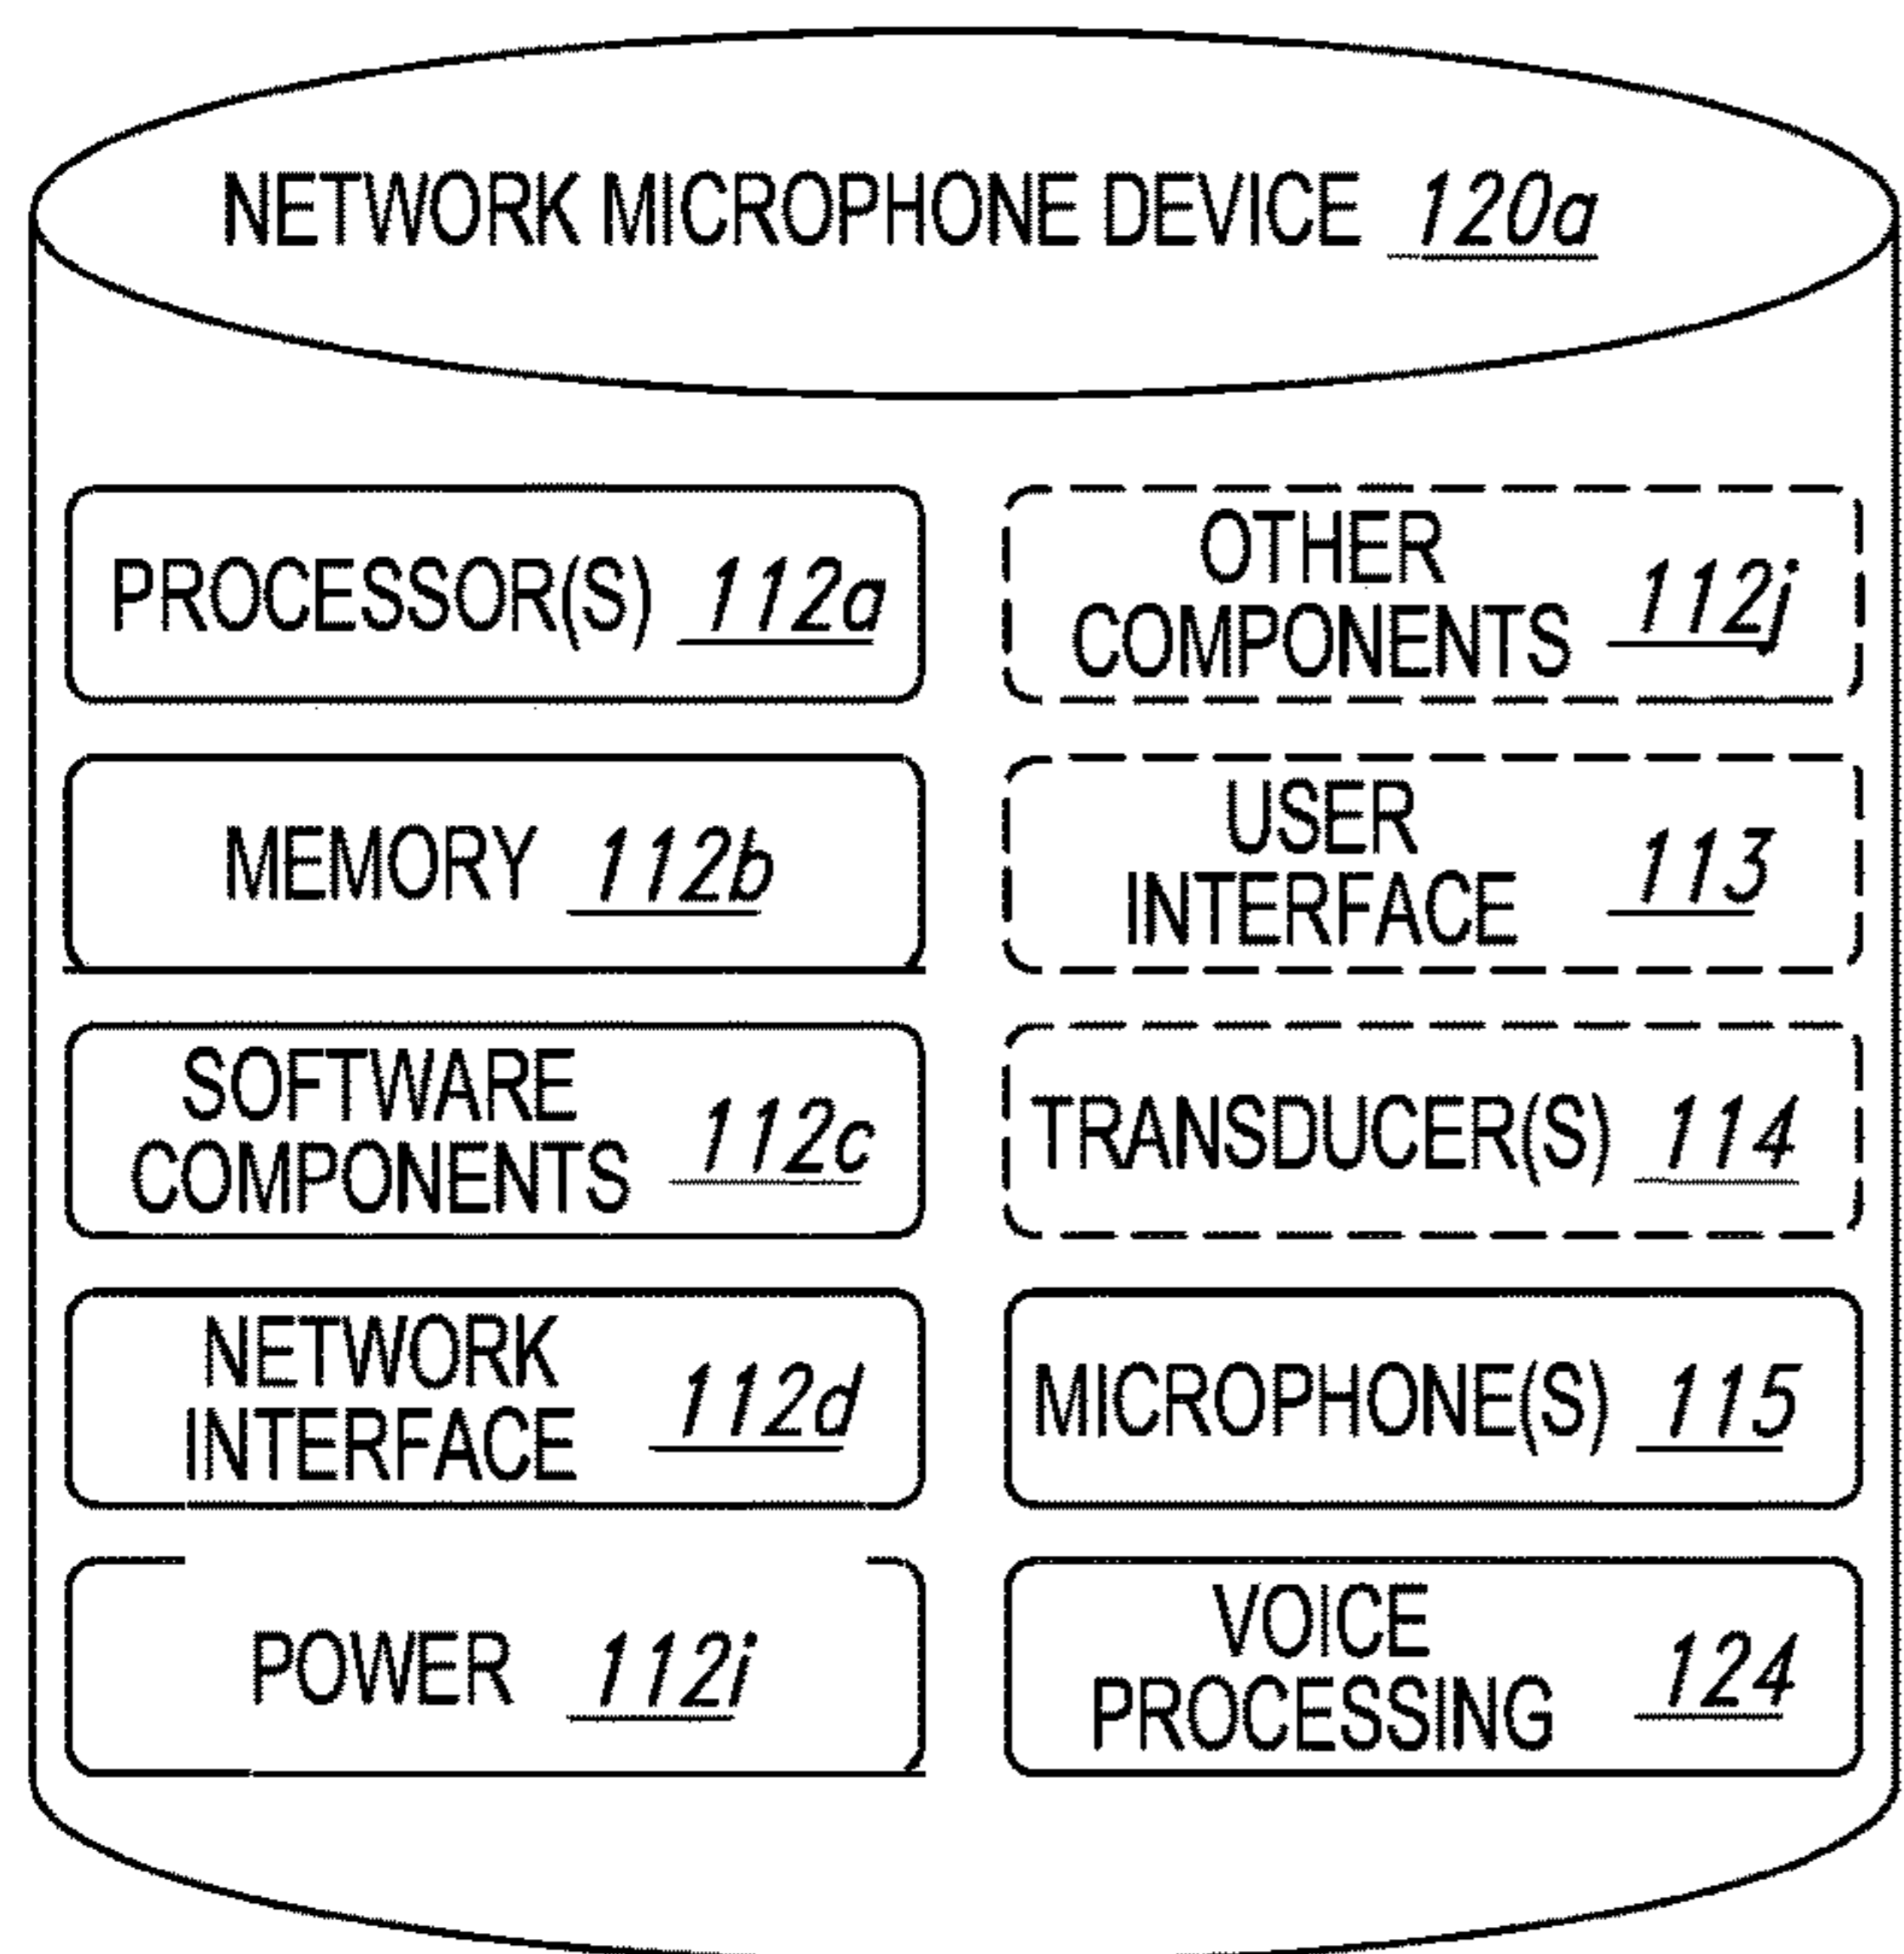 NETWORK MICROPHONE DEVICE 120a
PROCESSOR(S) 112a
MEMORY 112b
SOFTWARE
COMPONENTS 112c
NETWORK
INTERFACE 112d
POWER 112i
OTHER
COMPONENTS 112j
USER
INTERFACE 113
TRANSDUCER(S) 114
MICROPHONE(S) 115
VOICE
PROCESSING 124